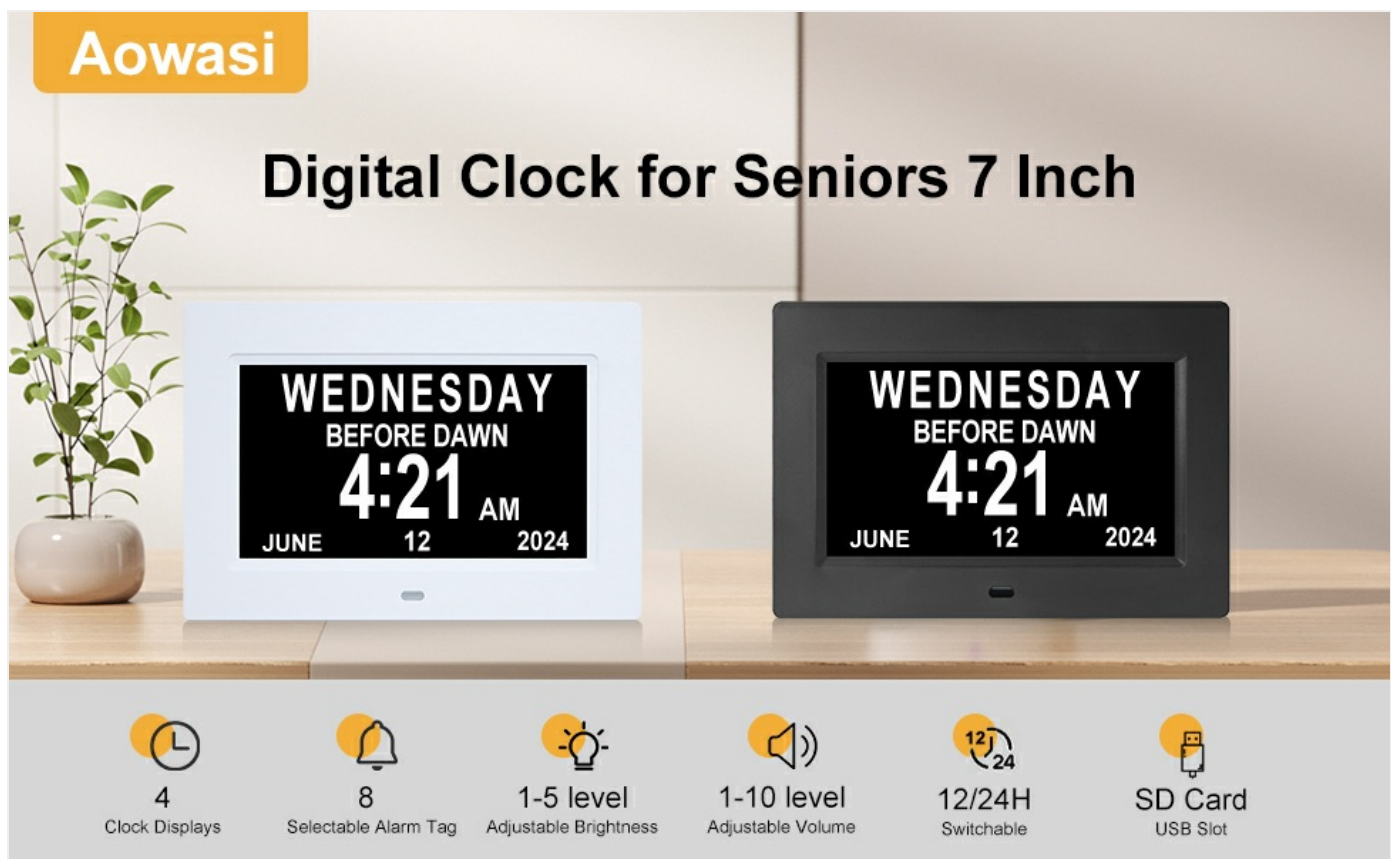 Aowasi
Digital Clock for Seniors 7 Inch
WEDNESDAY
BEFORE DAWN
4:21 AM
JUNE 12 2024
WEDNESDAY
BEFORE DAWN
4:21 AM
JUNE 12 2024
12
24
4
Clock Displays
8
Selectable Alarm Tag
1-5 level
Adjustable Brightness
1-10 level
Adjustable Volume
12/24H
Switchable
SD Card
USB Slot